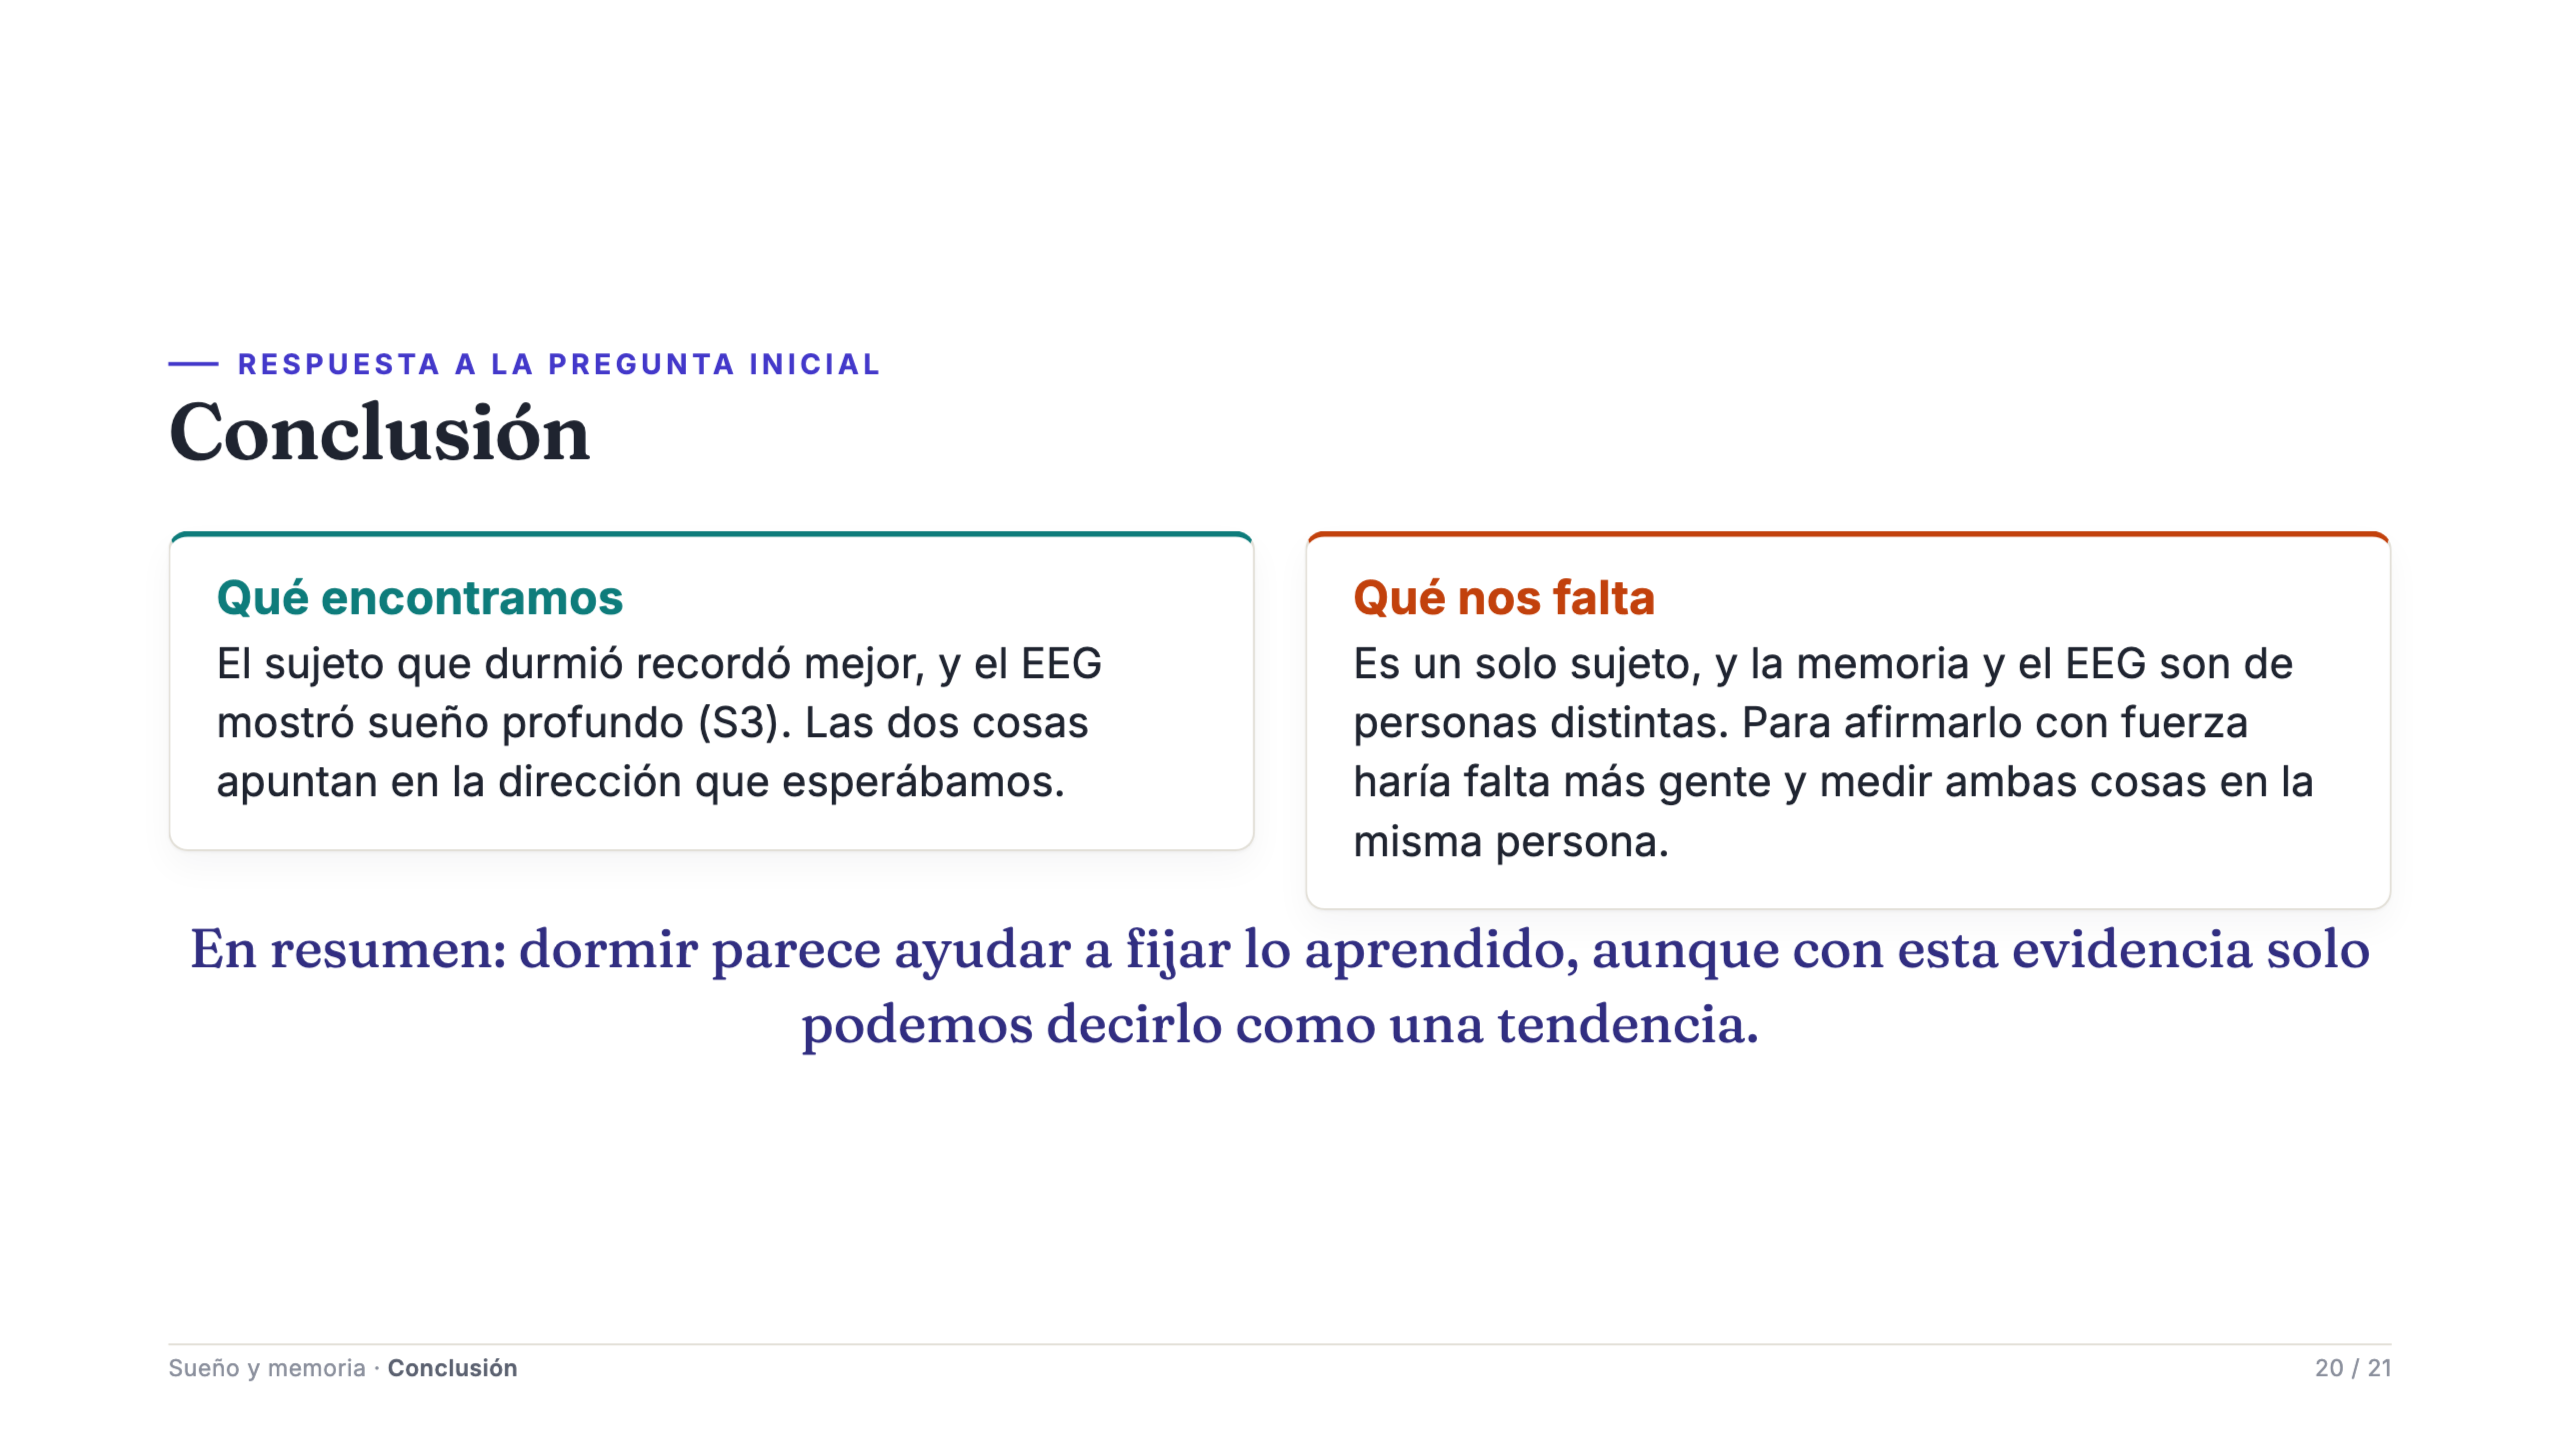 RESPUESTA A LA PREGUNTA INICIAL
Conclusión
Qué encontramos
El sujeto que durmió recordó mejor, y el EEG
mostró sueño profundo (S3). Las dos cosas
apuntan en la dirección que esperábamos.
Qué nos falta
Es un solo sujeto, y la memoria y el EEG son de
personas distintas. Para afirmarlo con fuerza
haría falta más gente y medir ambas cosas en la
misma persona.
En resumen: dormir parece ayudar a fijar lo aprendido, aunque con esta evidencia solo
podemos decirlo como una tendencia.
Sueño y memoria · Conclusión
20 / 21